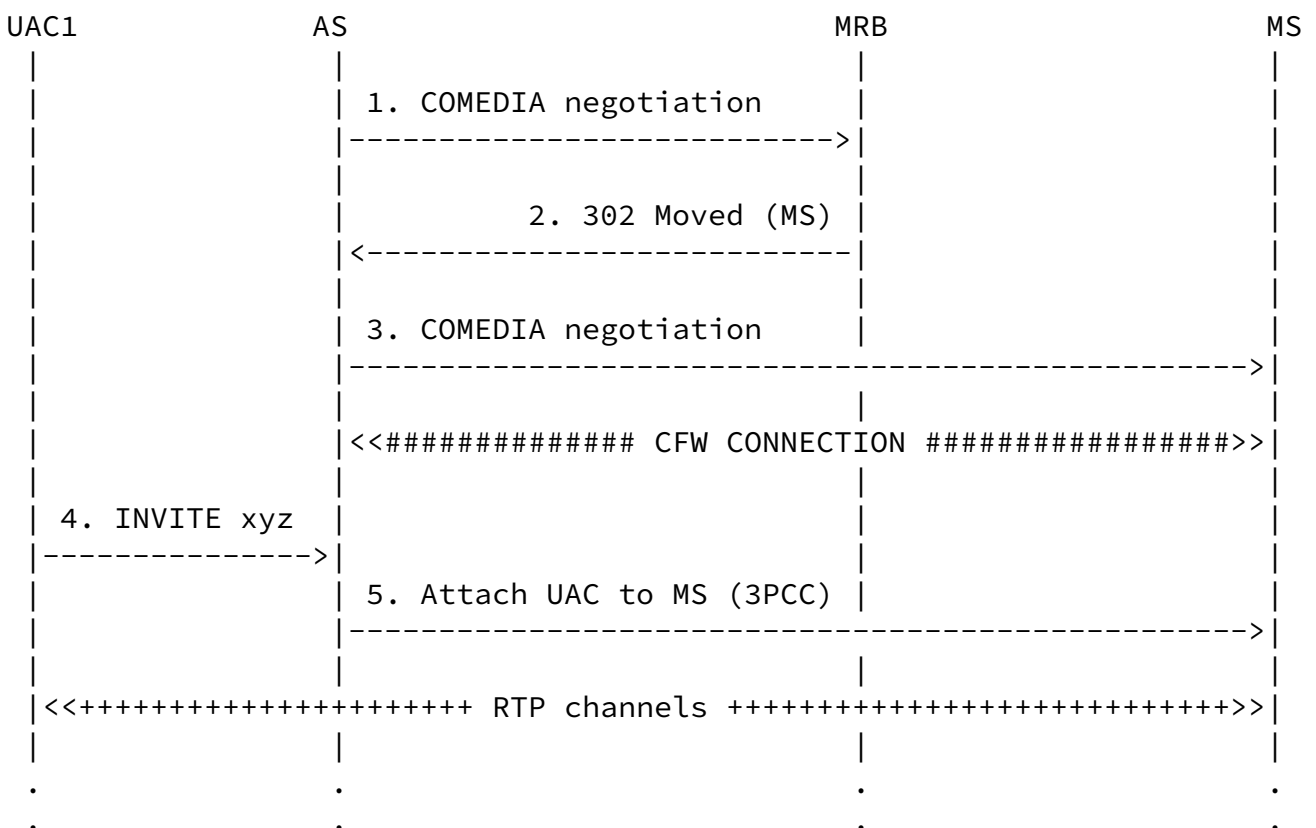 UAC1 AS MRB MS
1. COMEDIA negotiation
2. 302 Moved (MS)
3. COMEDIA negotiation
<<############## CFW CONNECTION #################>>
4. INVITE xyz
5. Attach UAC to MS (3PCC)
<<++++++++++++++++++++++ RTP channels ++++++++++++++++++++++++++++>>